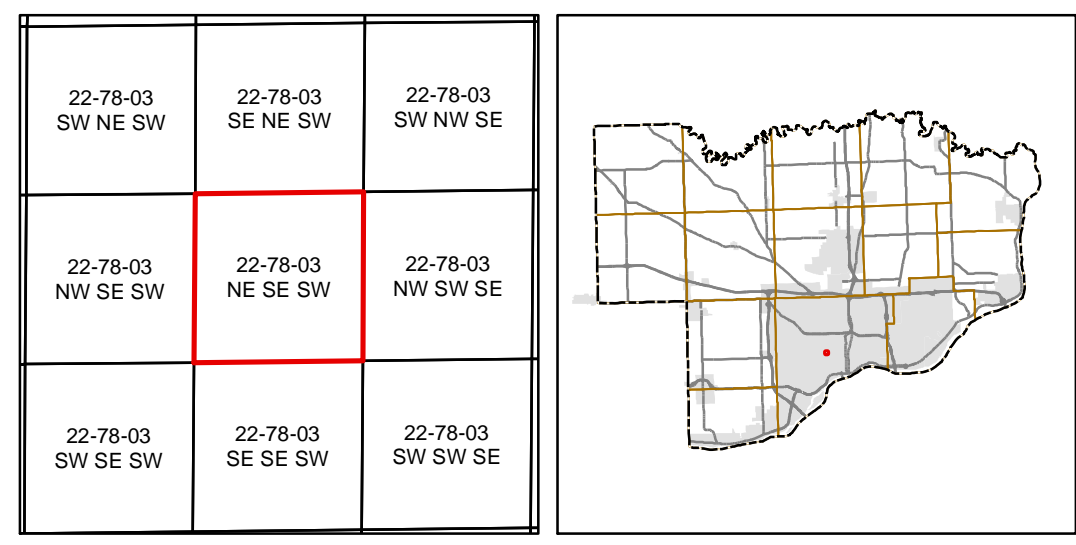 22-78-03
SW NE SW
22-78-03
SE NE SW
22-78-03
SW NW SE
22-78-03
NW SE SW
22-78-03
NE SE SW
22-78-03
NW SW SE
22-78-03
SW SE SW
22-78-03
SE SE SW
22-78-03
SW SW SE